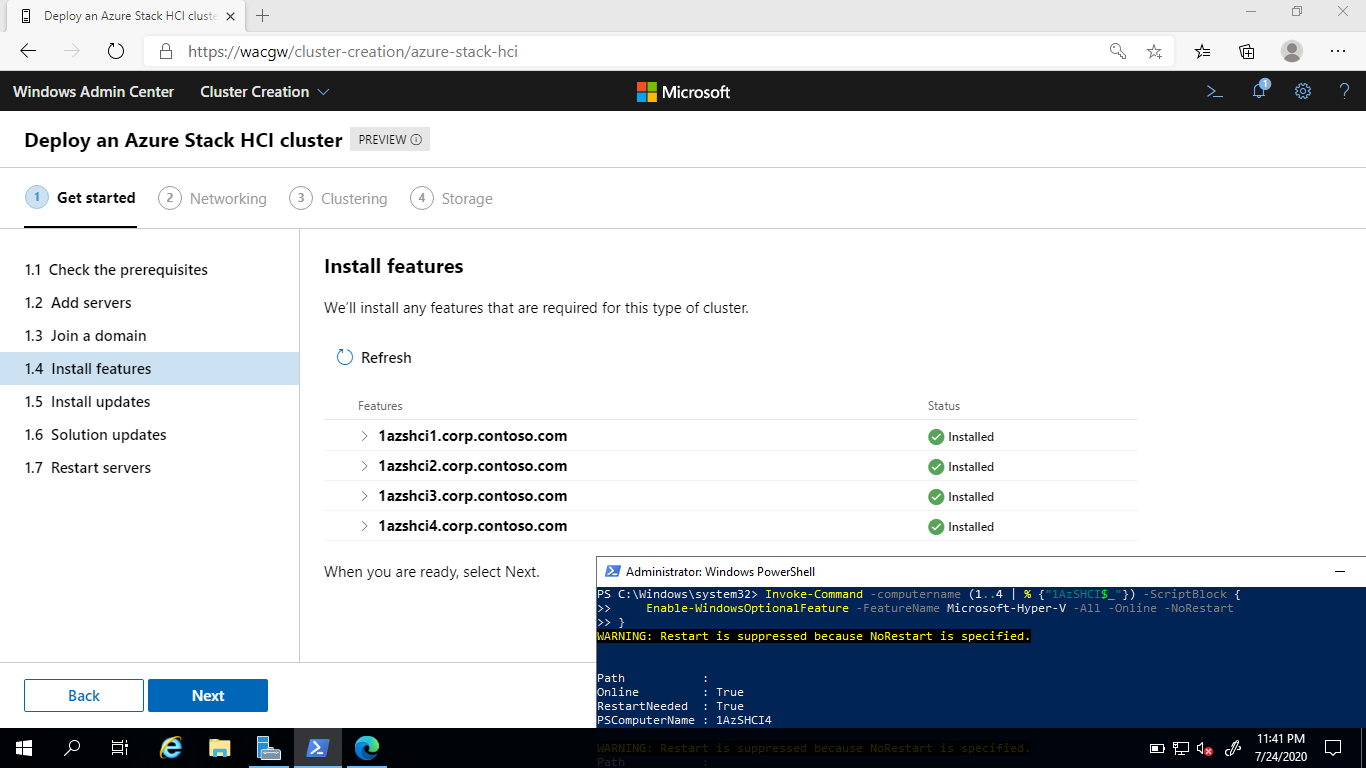 Deploy an Azure Stack HCI cluste
https://wacgw/cluster-creation/azure-stack-hci
Windows Admin Center Cluster Creation Microsoft 1 ?
Deploy an Azure Stack HCI cluster PREVIEW
1 Get started 2 Networking 3 Clustering 4 Storage
1.1 Check the prerequisites
1.2 Add servers
1.3 Join a domain
1.4 Install features
1.5 Install updates
1.6 Solution updates
1.7 Restart servers
Install features
We'll install any features that are required for this type of cluster.
Refresh
Features Status
1azshci1.corp.contoso.com Installed
1azshci2.corp.contoso.com Installed
1azshci3.corp.contoso.com Installed
1azshci4.corp.contoso.com Installed
When you are ready, select Next.
Back Next
Administrator: Windows PowerShell
PS C:\Windows\system32> Invoke-Command -computername (1..4 | % {"1AzSHCI$_"}) -ScriptBlock {
>> Enable-WindowsOptionalFeature -FeatureName Microsoft-Hyper-V -All -Online -NoRestart
>> }
WARNING: Restart is suppressed because NoRestart is specified.
Path :
Online : True
RestartNeeded : True
PSComputerName : 1AzSHCI4
WARNING: Restart is suppressed because NoRestart is specified.
Path :
11:41 PM
7/24/2020